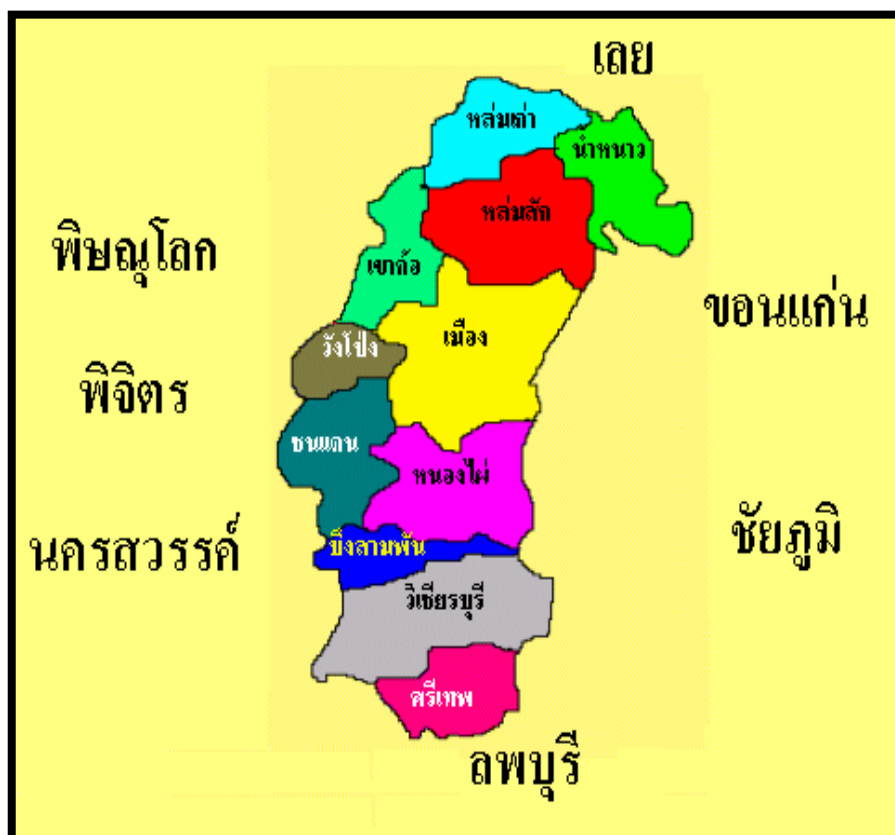 เลย
หล่มเก่า
น้ำหนาว
หล่มสัก
พิษณุโลก
เขาค้อ
ขอนแก่น
วังโป่ง
เมือง
พิจิตร
ชนแดน
หนองไผ่
ชัยภูมิ
นครสวรรค์
บึงสามพัน
วิเชียรบุรี
ศรีเทพ
ลพบุรี